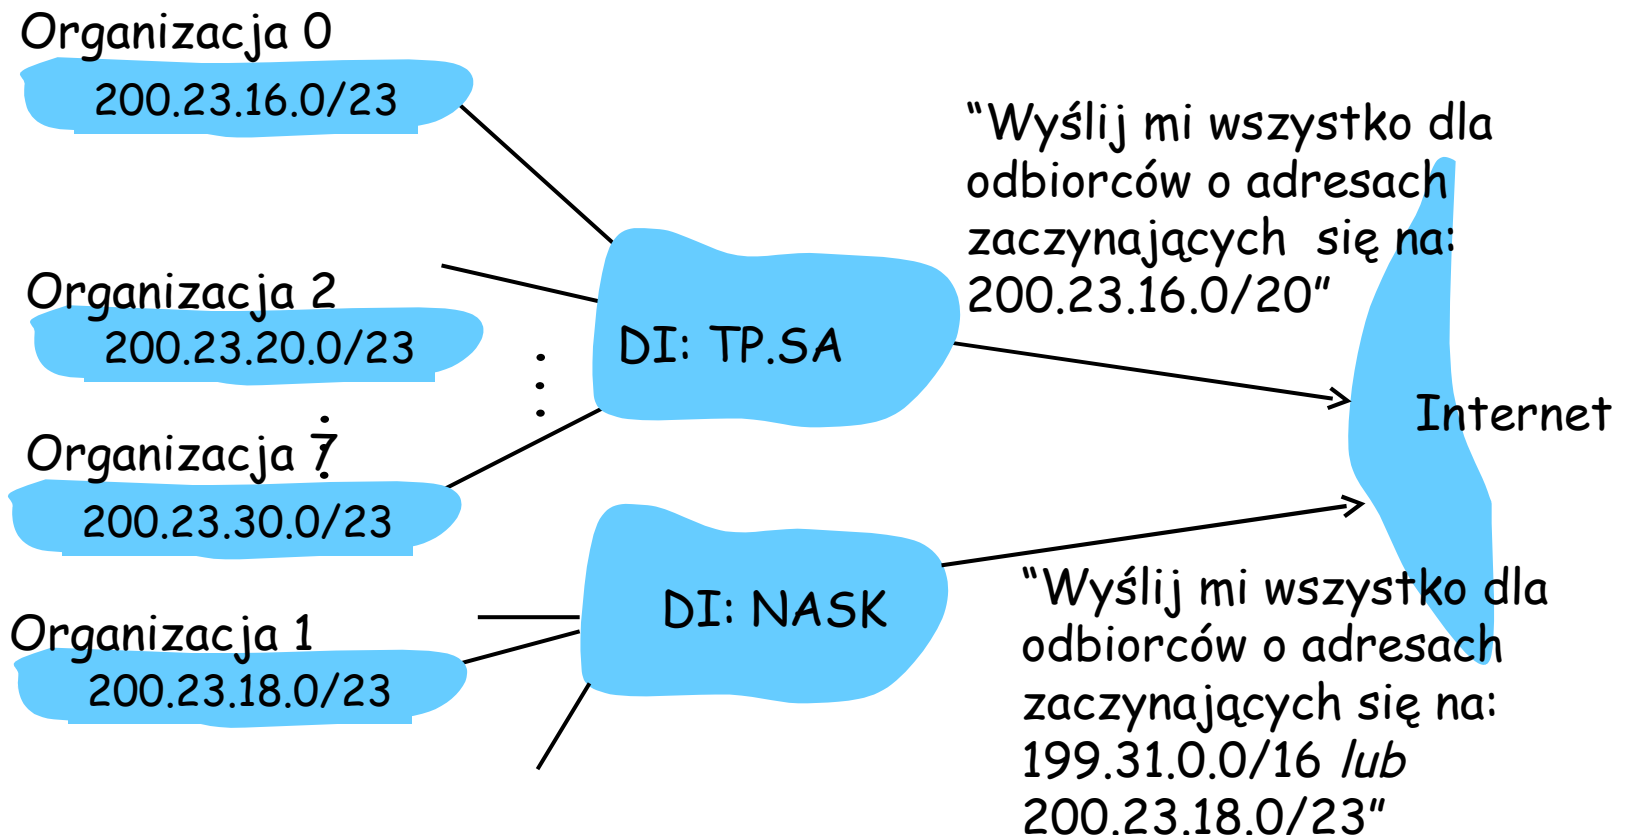 Organizacja 0
200.23.16.0/23
Organizacja 2
200.23.20.0/23
Organizacja 7
200.23.30.0/23
Organizacja 1
200.23.18.0/23
DI: TP.SA
DI: NASK
“Wyślij mi wszystko dla
odbiorców o adresach
zaczynających się na:
200.23.16.0/20”
Internet
“Wyślij mi wszystko dla
odbiorców o adresach
zaczynających się na:
199.31.0.0/16 lub
200.23.18.0/23”